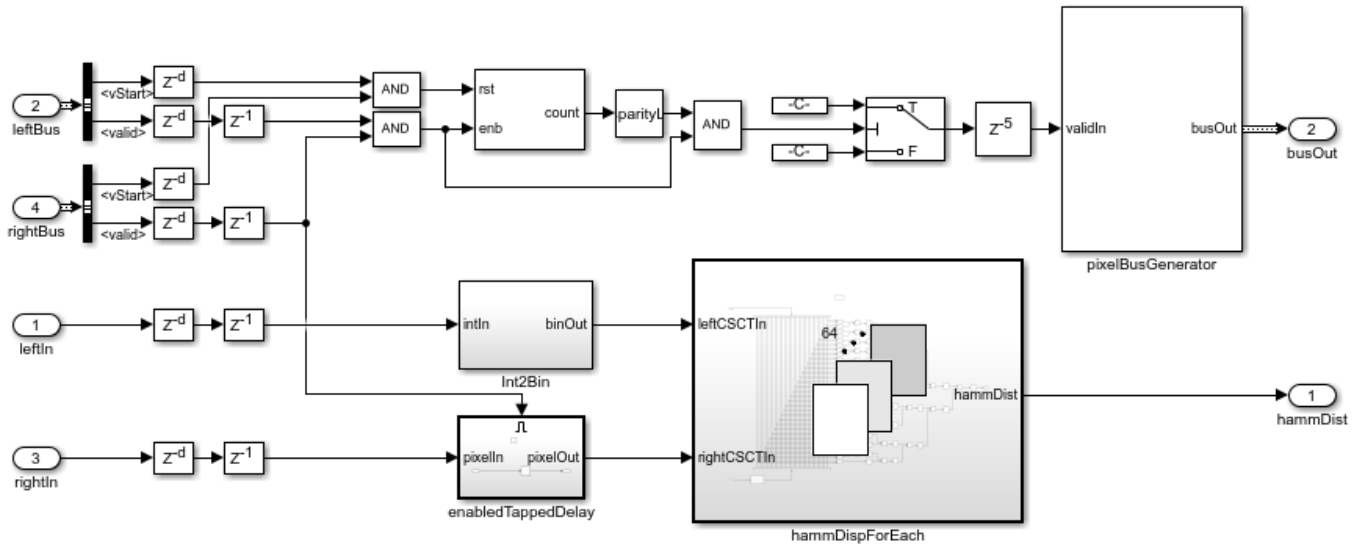 2
leftBus
<vStart>
<valid>
Z-d
Z-d
Z-1
AND
AND
rst
enb
count
parityL
AND
-C-
-C-
T
F
Z-5
validIn
busOut
pixelBusGenerator
2
busOut
4
rightBus
<vStart>
<valid>
Z-d
Z-d
Z-1
1
leftIn
Z-d
Z-1
intIn
binOut
Int2Bin
3
rightIn
Z-d
Z-1
pixelIn
pixelOut
enabledTappedDelay
leftCSCTIn
rightCSCTIn
64
hammDist
hammDispForEach
1
hammDist